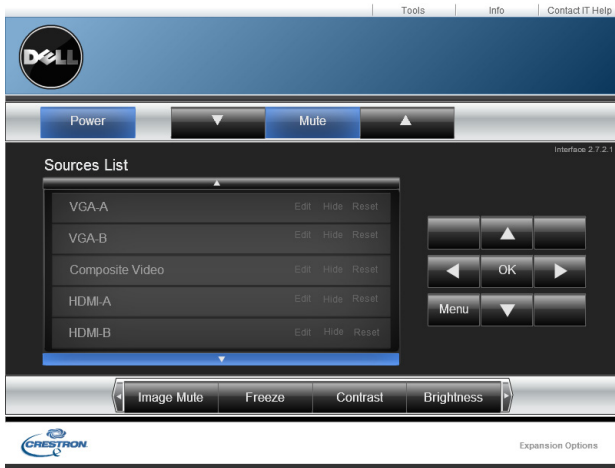 Tools Info Contact IT Help
DELL
Power Mute
Interface 2.7.2.1
Sources List
VGA-A Edit Hide Reset
VGA-B Edit Hide Reset
Composite Video Edit Hide Reset
HDMI-A Edit Hide Reset
HDMI-B Edit Hide Reset
OK
Menu
Image Mute Freeze Contrast Brightness
CRESTRON Expansion Options